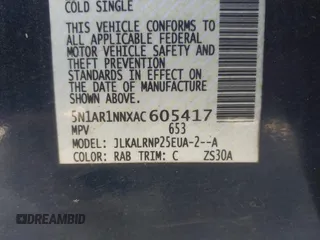 COLD SINGLE
THIS VEHICLE CONFORMS TO
ALL APPLICABLE FEDERAL
MOTOR VEHICLE SAFETY AND
THEFT PREVENTION
STANDARDS IN EFFECT ON
THE DATE OF MANUFACTURE
SHOWN ABOVE.
5N1AR1NNXAC605417
MPV 653
MODEL: JLKALRNP25EUA-2--A
COLOR: RAB TRIM: C ZS30A
DREAMBID